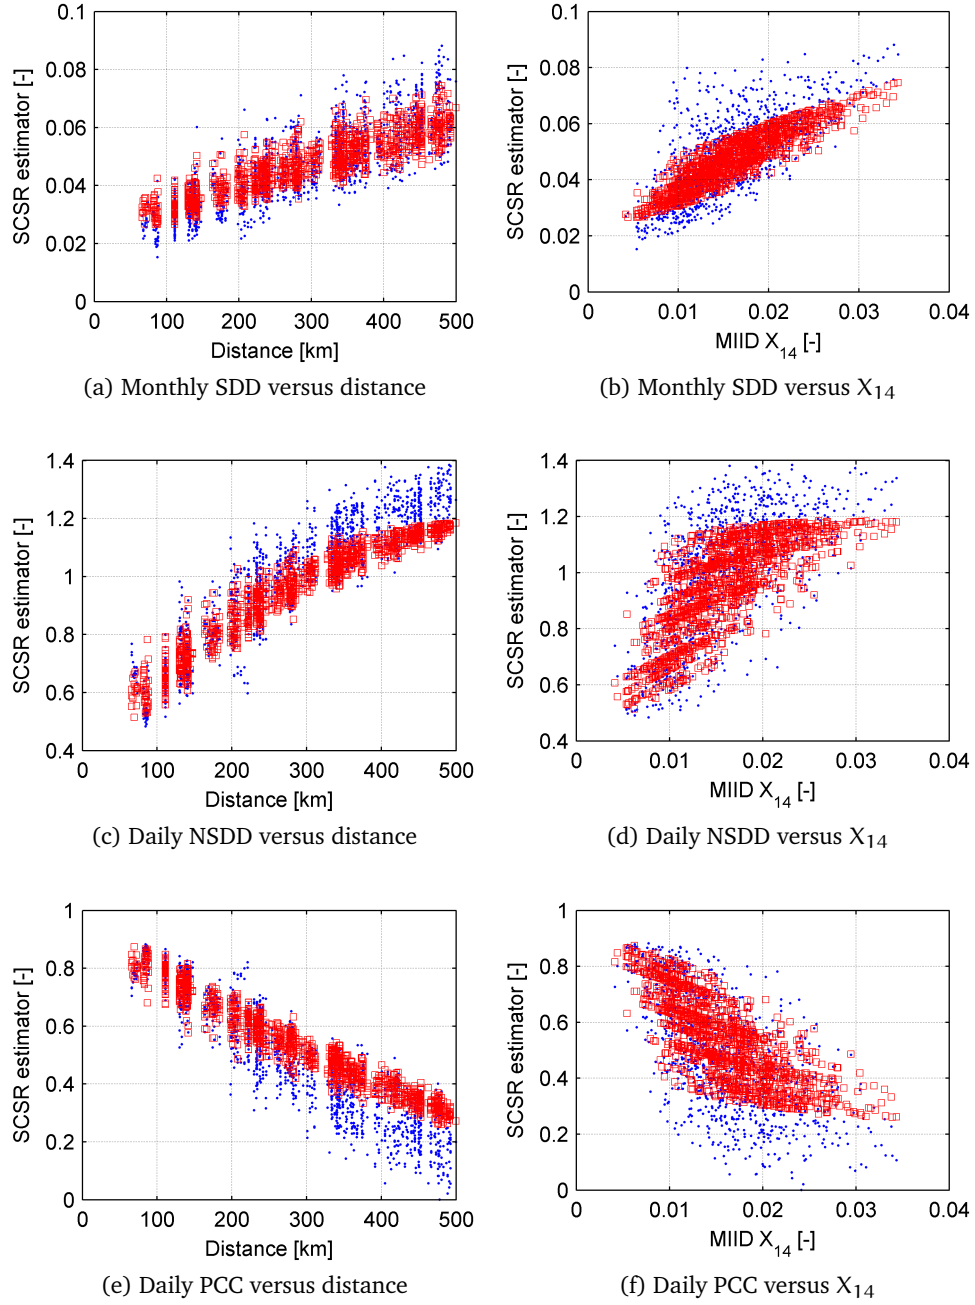 0.1
0.08
0.06
0.04
0.02
0
SCSR estimator [-]
0 100 200 300 400 500
Distance [km]
(a) Monthly SDD versus distance
0.1
0.08
0.06
0.04
0.02
0
SCSR estimator [-]
0 0.01 0.02 0.03 0.04
MIID X14 [-]
(b) Monthly SDD versus X14
1.4
1.2
1
0.8
0.6
0.4
SCSR estimator [-]
0 100 200 300 400 500
Distance [km]
(c) Daily NSDD versus distance
1.4
1.2
1
0.8
0.6
0.4
SCSR estimator [-]
0 0.01 0.02 0.03 0.04
MIID X14 [-]
(d) Daily NSDD versus X14
1
0.8
0.6
0.4
0.2
0
SCSR estimator [-]
0 100 200 300 400 500
Distance [km]
(e) Daily PCC versus distance
1
0.8
0.6
0.4
0.2
0
SCSR estimator [-]
0 0.01 0.02 0.03 0.04
MIID X14 [-]
(f) Daily PCC versus X14